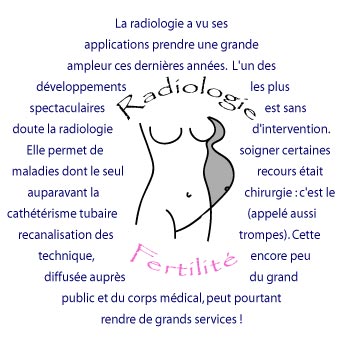 La radiologie a vu ses
applications prendre une grande
ampleur ces dernières années. L'un des
développements les plus
spectaculaires est sans
doute la radiologie d'intervention.
Elle permet de soigner certaines
maladies dont le seul recours était
auparavant la chirurgie : c'est le
cathétérisme tubaire (appelé aussi
recanalisation des trompes). Cette
technique, encore peu
diffusée auprès du grand
public et du corps médical, peut pourtant
rendre de grands services !
Radiologie
Fertilité